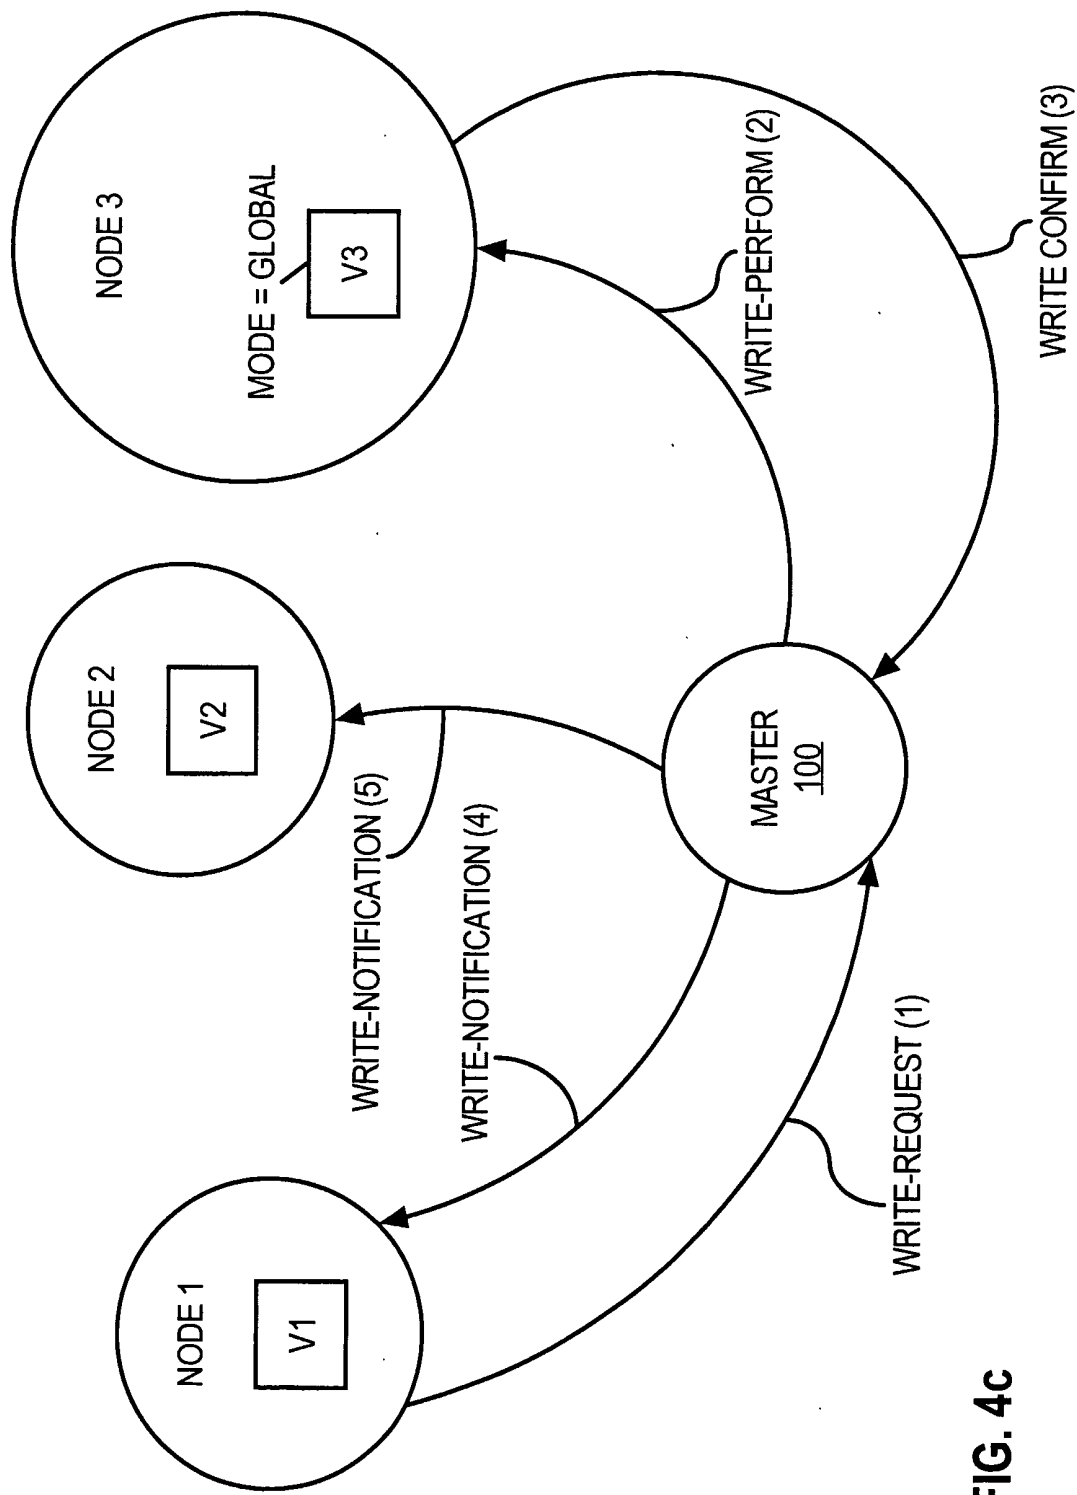 NODE 1
V1
NODE 2
V2
NODE 3
MODE = GLOBAL
V3
WRITE-NOTIFICATION (5)
WRITE-NOTIFICATION (4)
MASTER
100
WRITE-PERFORM (2)
WRITE-REQUEST (1)
WRITE CONFIRM (3)
FIG. 4c